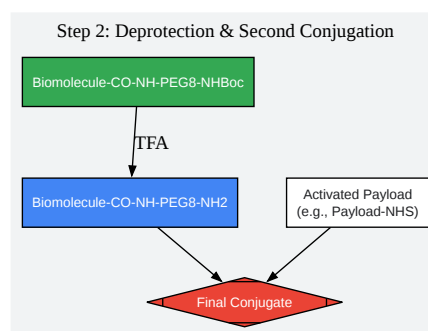 Step 2: Deprotection & Second Conjugation
Biomolecule-CO-NH-PEG8-NHBoc
TFA
Biomolecule-CO-NH-PEG8-NH2
Activated Payload
(e.g., Payload-NHS)
Final Conjugate